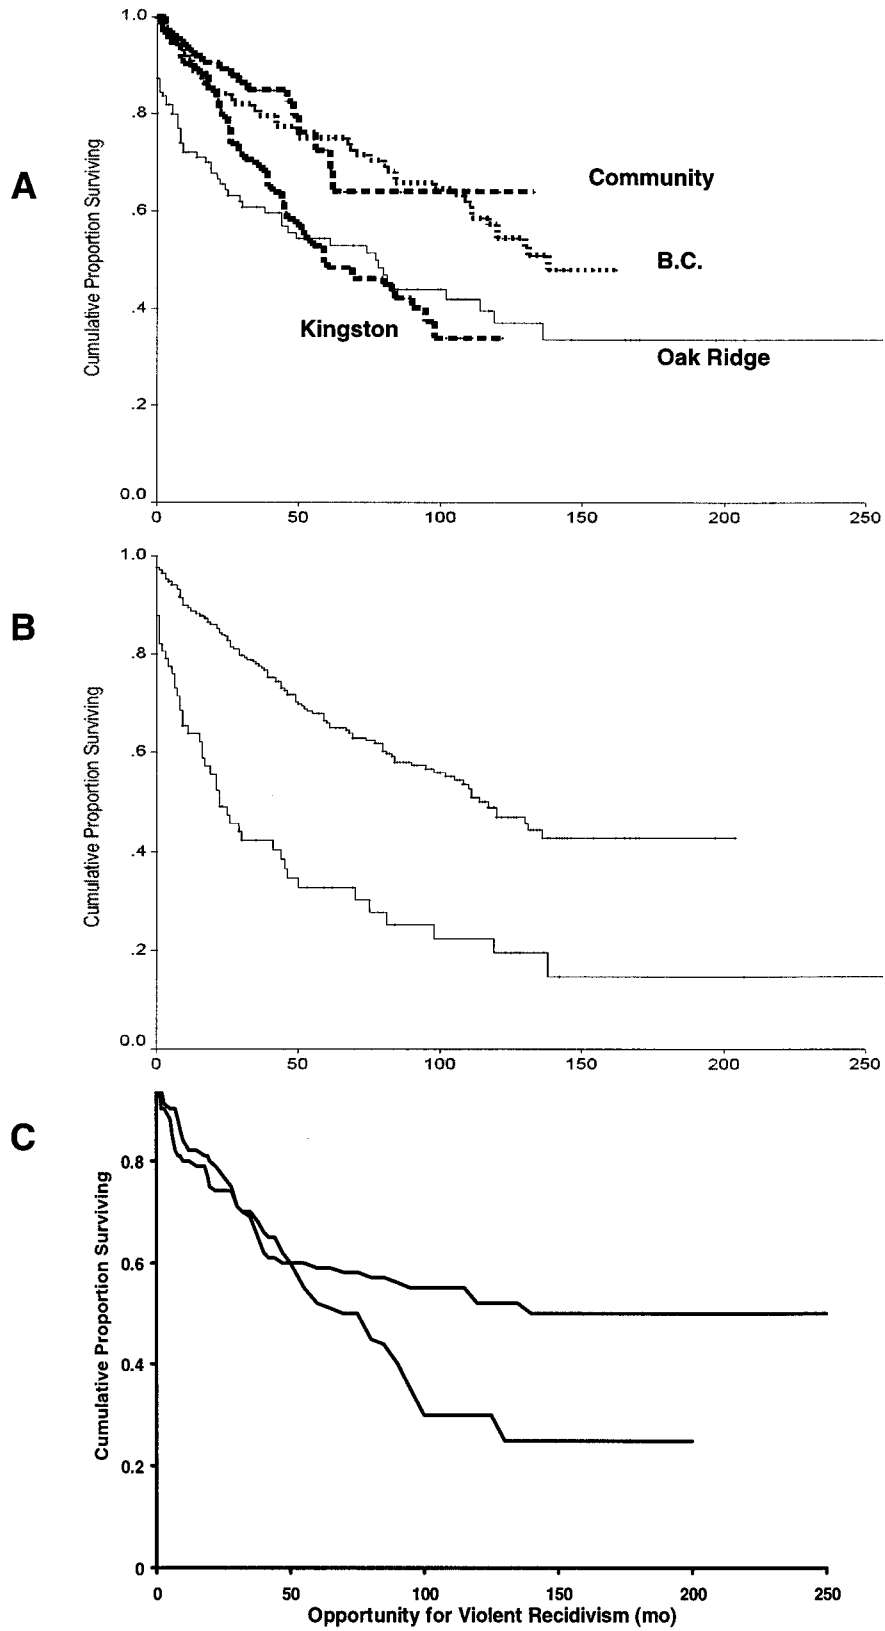 A
Cumulative Proportion Surviving
1.0
.8
.6
.4
.2
0.0
Community
B.C.
Kingston
Oak Ridge
0 50 100 150 200 250
B
Cumulative Proportion Surviving
1.0
.8
.6
.4
.2
0.0
0 50 100 150 200 250
C
Cumulative Proportion Surviving
0.8
0.6
0.4
0.2
0
0 50 100 150 200 250
Opportunity for Violent Recidivism (mo)